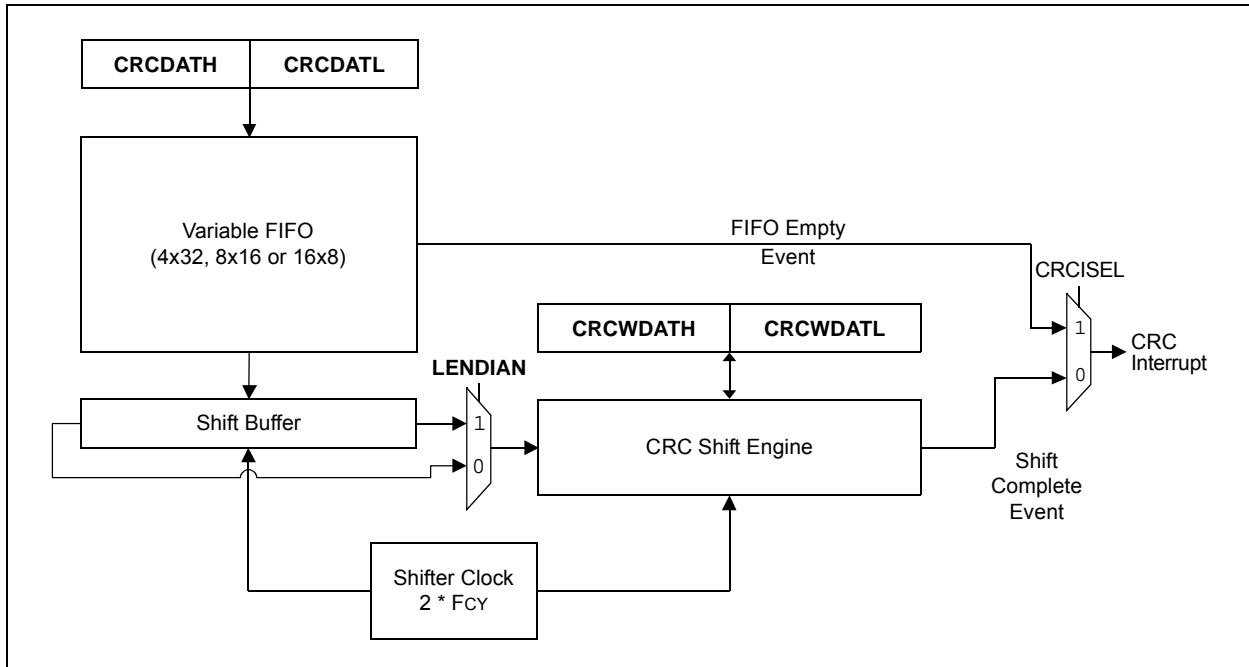 CRCDATH CRCDATL
Variable FIFO
(4x32, 8x16 or 16x8)
FIFO Empty
Event
CRCISEL
1
0
CRC
Interrupt
CRCWDATH CRCWDATL
LENDIAN
1
0
Shift Buffer
CRC Shift Engine
Shift
Complete
Event
Shifter Clock
2 * FCY